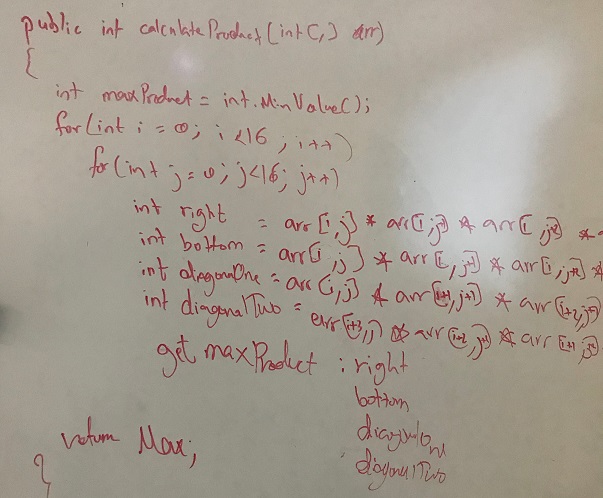 public int calculateProduct(int[,] arr)
{
int maxProduct = int.MinValue();
for(int i = 0; i <16 ; i++)
for(int j=0; j<16; j++)
int right = arr[i,j] * arr[i,j+1] * arr[i ,j+2] *
int bottom = arr[i,j] * arr[i,j+1] * arr[i,j+2] *
int diagonalOne = arr[i,j] * arr[i+1,j+1] * arr[i+2,j+2]
int diagonalTwo = arr[i+3,j] * arr[i+2,j+1] * arr[i+1
get maxProduct : right
bottom
diagonalOne
diagonalTwo
return Max;
}